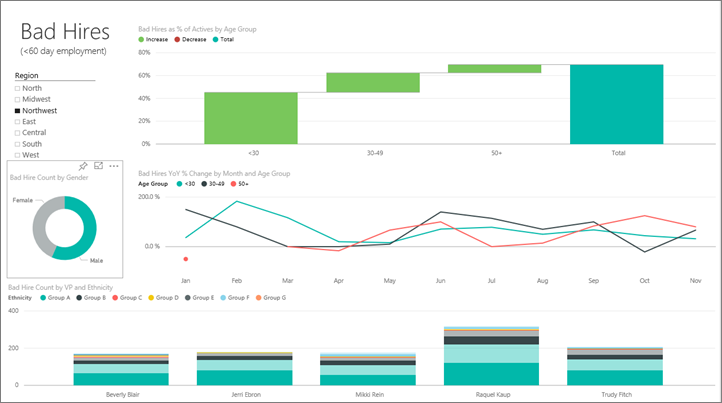 Bad Hires
(<60 day employment)
Region
North
Midwest
Northwest
East
Central
South
West
Bad Hire Count by Gender
Female
Male
Bad Hires as % of Actives by Age Group
Increase Decrease Total
80%
60%
40%
20%
0%
<30 30-49 50+ Total
Bad Hires YoY % Change by Month and Age Group
Age Group <30 30-49 50+
200.0 %
0.0 %
Jan Feb Mar Apr May Jun Jul Aug Sep Oct Nov
Bad Hire Count by VP and Ethnicity
Ethnicity Group A Group B Group C Group D Group E Group F Group G
400
200
0
Beverly Blair Jerri Ebron Mikki Rein Raquel Kaup Trudy Fitch